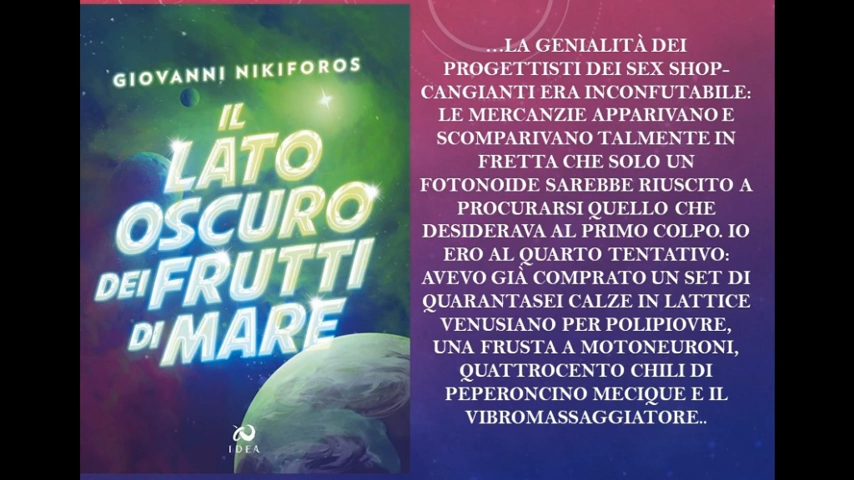 GIOVANNI NIKIFOROS
IL
LATO
OSCURO
DEI FRUTTI
DI MARE
IDEA
...LA GENIALITÀ DEI
PROGETTISTI DEI SEX SHOP-
CANGIANTI ERA INCONFUTABILE:
LE MERCANZIE APPARIVANO E
SCOMPARIVANO TALMENTE IN
FRETTA CHE SOLO UN
FOTONOIDE SAREBBE RIUSCITO A
PROCURARSI QUELLO CHE
DESIDERAVA AL PRIMO COLPO. IO
ERO AL QUARTO TENTATIVO:
AVEVO GIÀ COMPRATO UN SET DI
QUARANTASEI CALZE IN LATTICE
VENUSIANO PER POLIPIOVRE,
UNA FRUSTA A MOTONEURONI,
QUATTROCENTO CHILI DI
PEPERONCINO MECIQUE E IL
VIBROMASSAGGIATORE..